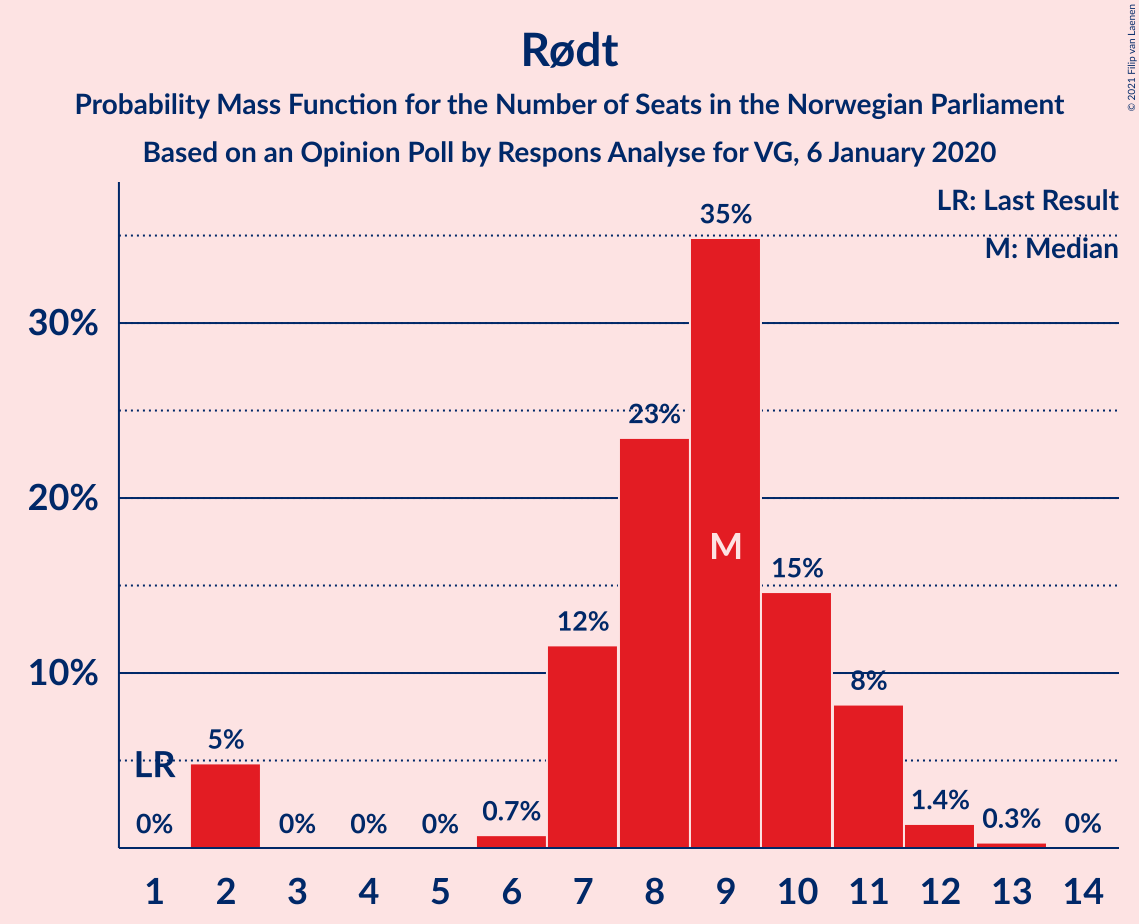 Rødt
Probability Mass Function for the Number of Seats in the Norwegian Parliament
Based on an Opinion Poll by Respons Analyse for VG, 6 January 2020
© 2021 Filip van Laenen
LR: Last Result
M: Median
35%
30%
23%
20%
M
15%
12%
10%
8%
5%
LR
0%
0%
0%
0%
0.7%
1.4%
0.3%
0%
1 2 3 4 5 6 7 8 9 10 11 12 13 14